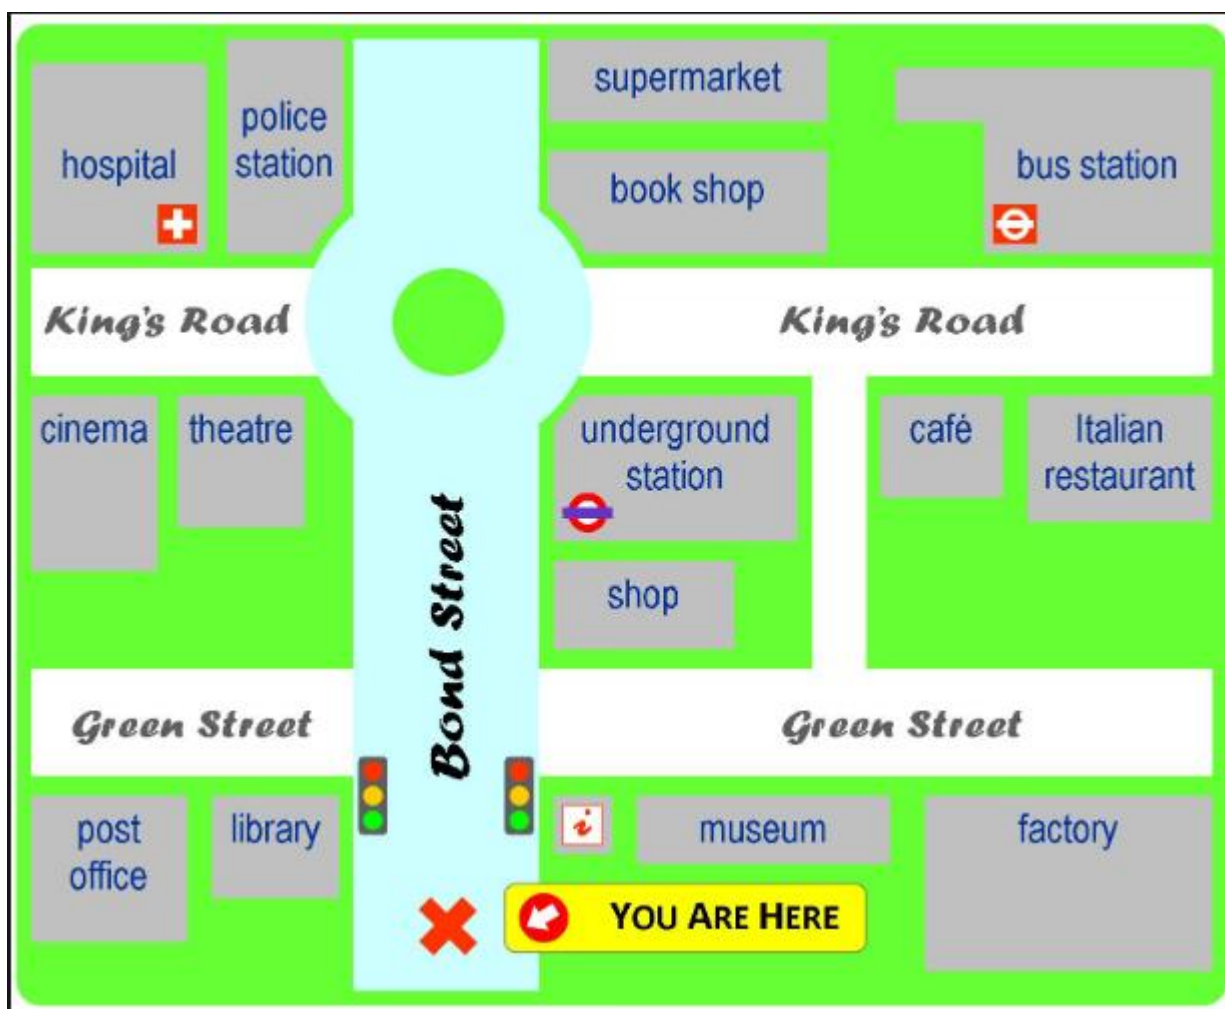 supermarket
police
station
hospital
bus station
book shop
King's Road
King's Road
cinema
theatre
underground
station
café
Italian
restaurant
Bond Street
shop
Green Street
Green Street
post
office
library
i
museum
factory
YOU ARE HERE